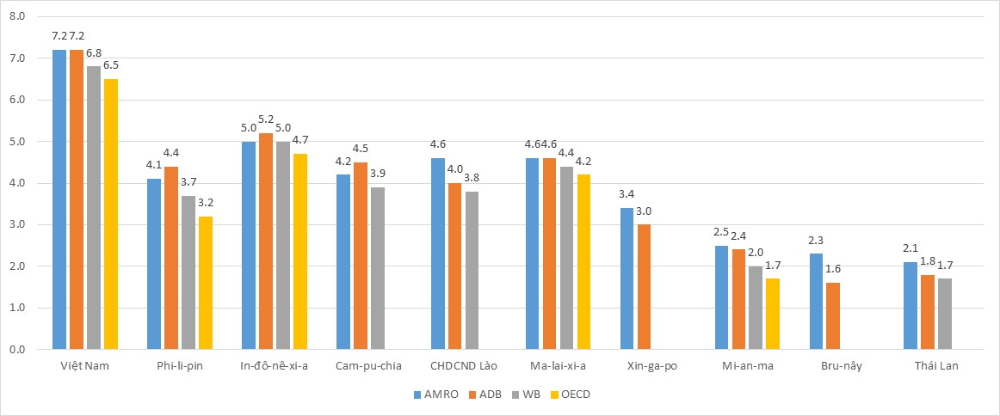 8.0
7.0
6.0
5.0
4.0
3.0
2.0
1.0
0.0
7.2 7.2 6.8 6.5
4.1 4.4 3.7 3.2
5.0 5.2 5.0 4.7
4.2 4.5 3.9
4.6 4.0 3.8
4.6 4.6 4.4 4.2
3.4 3.0
2.5 2.4 2.0 1.7
2.3 1.6
2.1 1.8 1.7
Việt Nam Phi-li-pin In-đô-nê-xi-a Cam-pu-chia CHDCND Lào Ma-lai-xi-a Xin-ga-po Mi-an-ma Bru-nây Thái Lan
AMRO ADB WB OECD